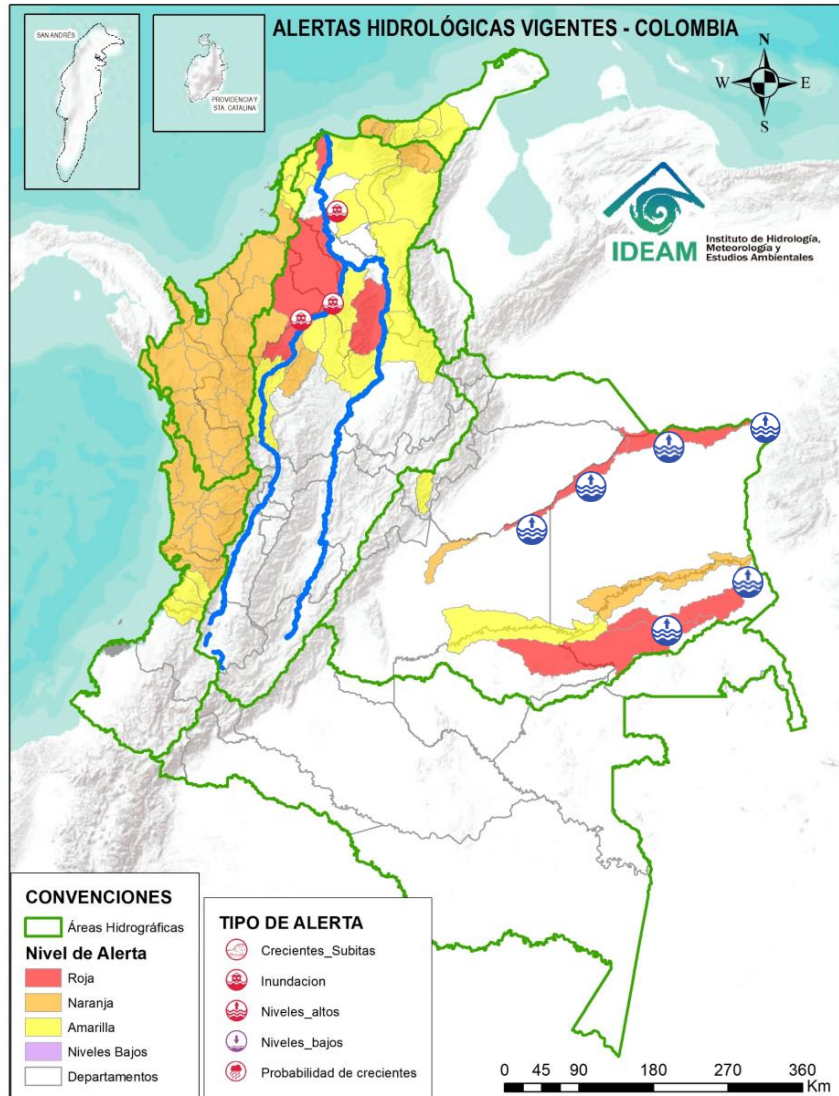 ALERTAS HIDROLÓGICAS VIGENTES - COLOMBIA
SAN ANDRÉS
PROVIDENCIA Y
STA. CATALINA
N
W
E
S
IDEAM
Instituto de Hidrología,
Meteorología y
Estudios Ambientales
CONVENCIONES
Áreas Hidrográficas
Nivel de Alerta
Roja
Naranja
Amarilla
Niveles Bajos
Departamentos
TIPO DE ALERTA
Crecientes_Subitas
Inundacion
Niveles_altos
Niveles_bajos
Probabilidad de crecientes
0 45 90 180 270 360
Km